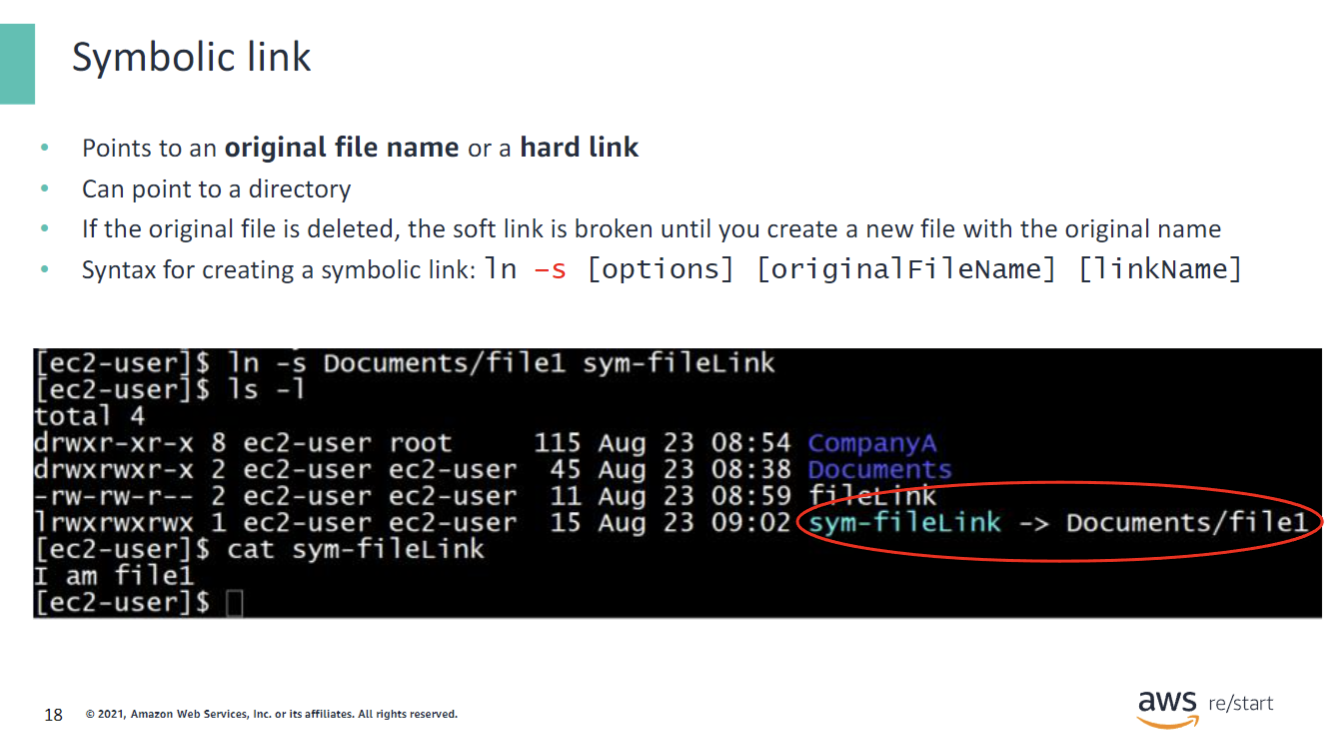 Symbolic link
• Points to an original file name or a hard link
• Can point to a directory
• If the original file is deleted, the soft link is broken until you create a new file with the original name
• Syntax for creating a symbolic link: ln –s [options] [originalFileName] [linkName]
[ec2-user]$ ln -s Documents/file1 sym-fileLink
[ec2-user]$ ls -l
total 4
drwxr-xr-x 8 ec2-user root     115 Aug 23 08:54 CompanyA
drwxrwxr-x 2 ec2-user ec2-user  45 Aug 23 08:38 Documents
-rw-rw-r-- 2 ec2-user ec2-user  11 Aug 23 08:59 fileLink
lrwxrwxrwx 1 ec2-user ec2-user  15 Aug 23 09:02 sym-fileLink -> Documents/file1
[ec2-user]$ cat sym-fileLink
I am file1
[ec2-user]$
18 © 2021, Amazon Web Services, Inc. or its affiliates. All rights reserved.
aws re/start